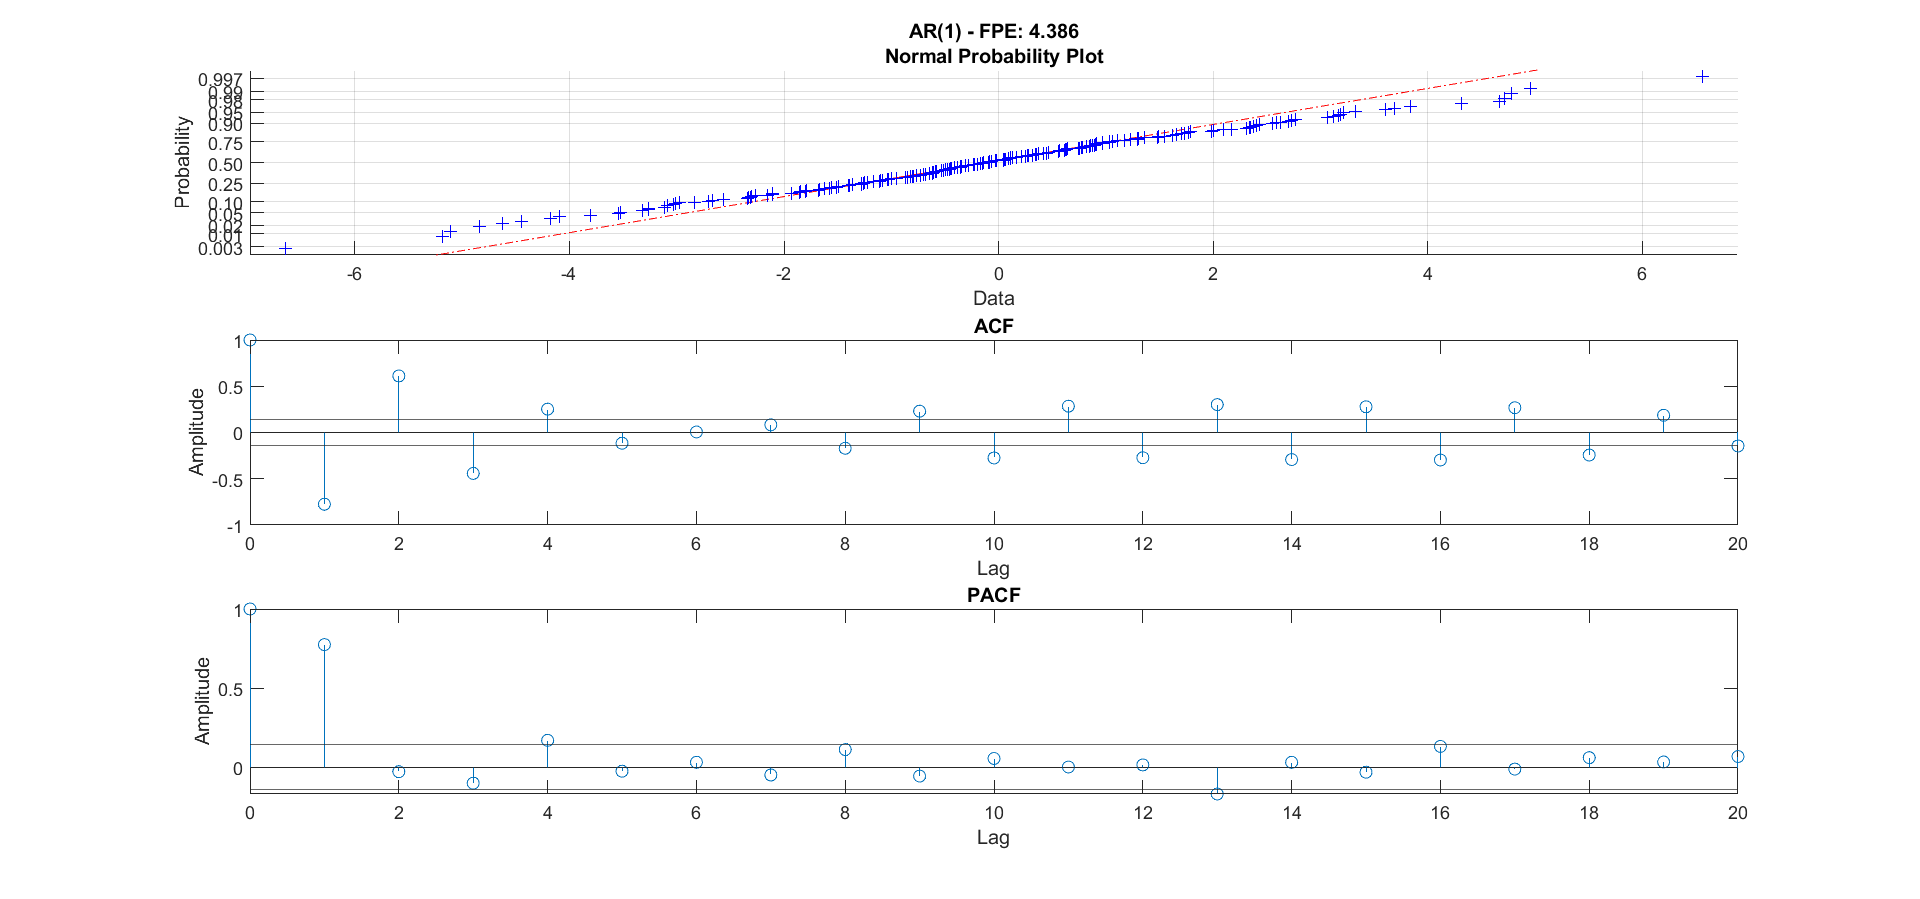 AR(1) - FPE: 4.386
Normal Probability Plot
0.997
0.99
0.98
0.95
0.90
0.75
0.50
0.25
0.10
0.05
0.02
0.01
0.003
Probability
-6 -4 -2 0 2 4 6
Data
ACF
1
0.5
0
-0.5
-1
Amplitude
0 2 4 6 8 10 12 14 16 18 20
Lag
PACF
1
0.5
0
Amplitude
0 2 4 6 8 10 12 14 16 18 20
Lag